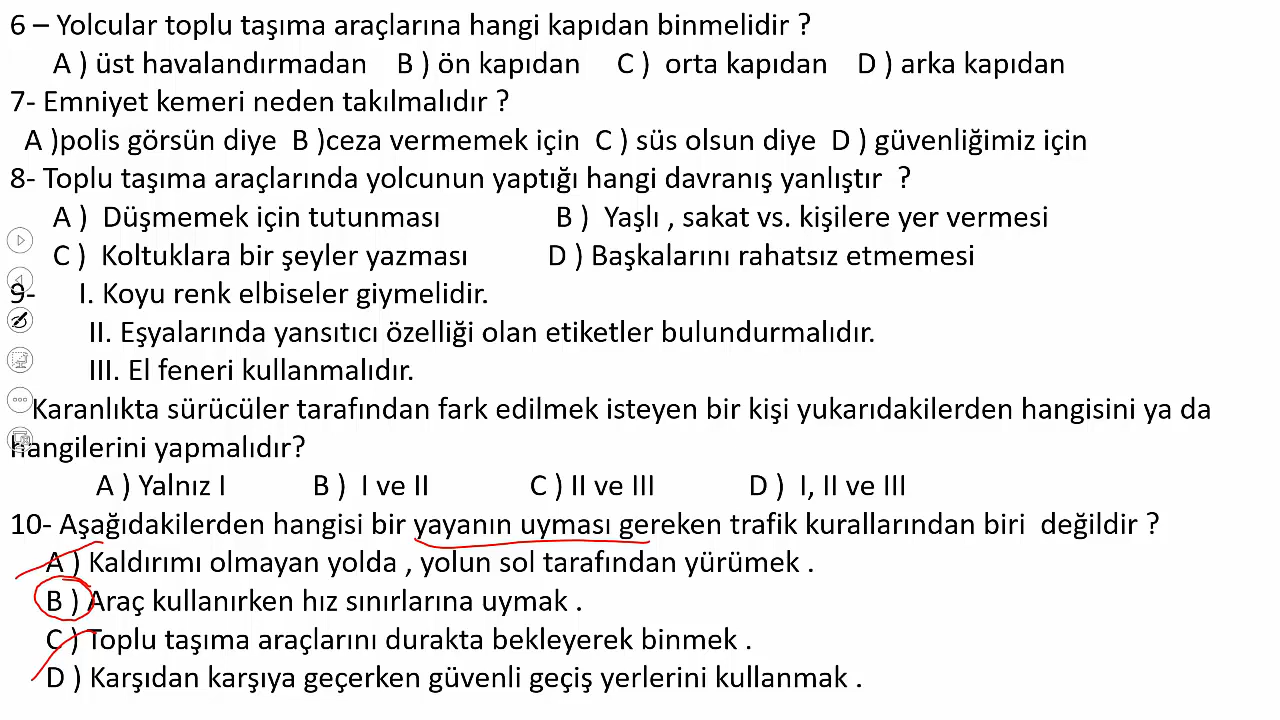 6 – Yolcular toplu taşıma araçlarına hangi kapıdan binmelidir ?
A ) üst havalandırmadan B ) ön kapıdan C ) orta kapıdan D ) arka kapıdan
7- Emniyet kemeri neden takılmalıdır ?
A )polis görsün diye B )ceza vermemek için C ) süs olsun diye D ) güvenliğimiz için
8- Toplu taşıma araçlarında yolcunun yaptığı hangi davranış yanlıştır ?
A ) Düşmemek için tutunması B ) Yaşlı , sakat vs. kişilere yer vermesi
C ) Koltuklara bir şeyler yazması D ) Başkalarını rahatsız etmemesi
9- I. Koyu renk elbiseler giymelidir.
II. Eşyalarında yansıtıcı özelliği olan etiketler bulundurmalıdır.
III. El feneri kullanmalıdır.
Karanlıkta sürücüler tarafından fark edilmek isteyen bir kişi yukarıdakilerden hangisini ya da
hangilerini yapmalıdır?
A ) Yalnız I B ) I ve II C ) II ve III D ) I, II ve III
10- Aşağıdakilerden hangisi bir yayanın uyması gereken trafik kurallarından biri değildir ?
A ) Kaldırımı olmayan yolda , yolun sol tarafından yürümek .
B ) Araç kullanırken hız sınırlarına uymak .
C ) Toplu taşıma araçlarını durakta bekleyerek binmek .
D ) Karşıdan karşıya geçerken güvenli geçiş yerlerini kullanmak .